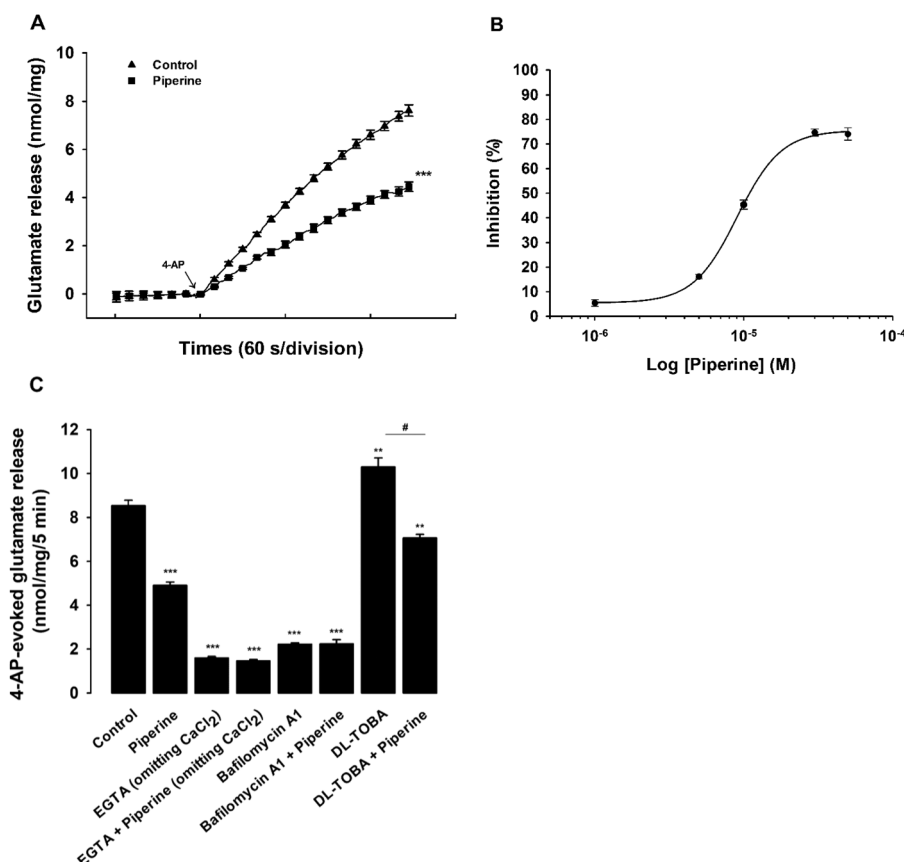 A
Glutamate release (nmol/mg)
10
8
6
4
2
0
Control
Piperine
***
4-AP
Times (60 s/division)
B
Inhibition (%)
100
90
80
70
60
50
40
30
20
10
0
10-6
10-5
10-4
Log [Piperine] (M)
C
4-AP-evoked glutamate release
(nmol/mg/5 min)
12
10
8
6
4
2
0
***
***
***
***
***
**
#
**
Control
Piperine
EGTA (omitting CaCl2)
EGTA + Piperine (omitting CaCl2)
Bafilomycin A1
Bafilomycin A1 + Piperine
DL-TOBA
DL-TOBA + Piperine